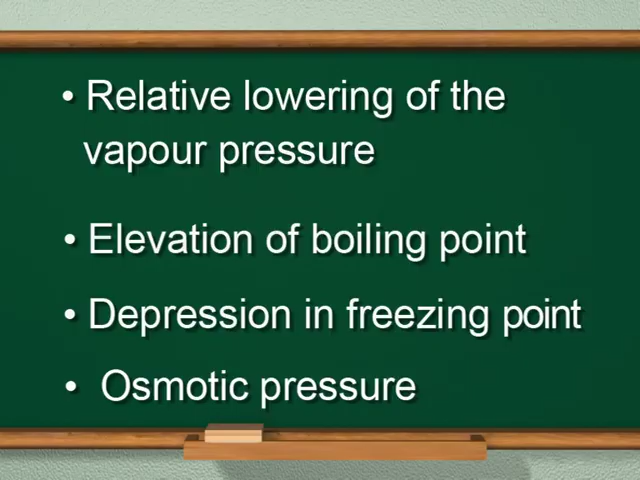 • Relative lowering of the
vapour pressure
• Elevation of boiling point
• Depression in freezing point
• Osmotic pressure